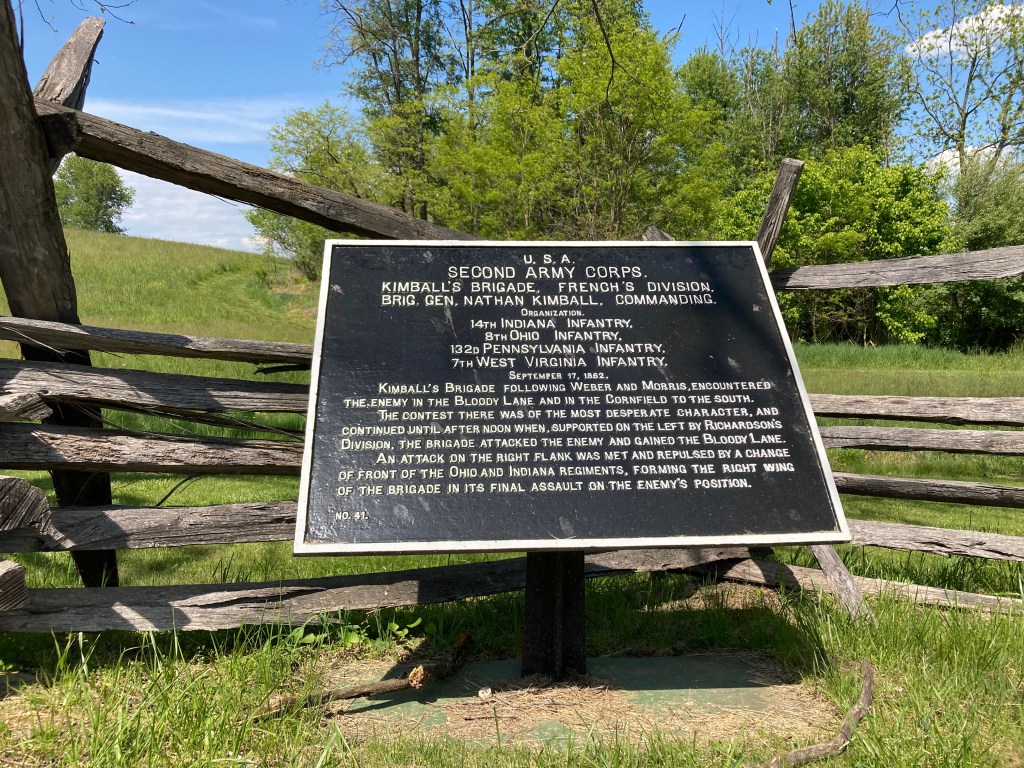 U.S.A.
SECOND ARMY CORPS.
KIMBALL'S BRIGADE, FRENCH'S DIVISION.
BRIG. GEN. NATHAN KIMBALL, COMMANDING.
ORGANIZATION.
14TH INDIANA INFANTRY,
8TH OHIO INFANTRY,
132D PENNSYLVANIA INFANTRY,
7TH WEST VIRGINIA INFANTRY.
SEPTEMBER 17, 1862.
KIMBALL'S BRIGADE FOLLOWING WEBER AND MORRIS, ENCOUNTERED
THE ENEMY IN THE BLOODY LANE AND IN THE CORNFIELD TO THE SOUTH.
THE CONTEST THERE WAS OF THE MOST DESPERATE CHARACTER, AND
CONTINUED UNTIL AFTER NOON WHEN, SUPPORTED ON THE LEFT BY RICHARDSON'S
DIVISION, THE BRIGADE ATTACKED THE ENEMY AND GAINED THE BLOODY LANE.
AN ATTACK ON THE RIGHT FLANK WAS MET AND REPULSED BY A CHANGE
OF FRONT OF THE OHIO AND INDIANA REGIMENTS, FORMING THE RIGHT WING
OF THE BRIGADE IN ITS FINAL ASSAULT ON THE ENEMY'S POSITION.
NO. 41.